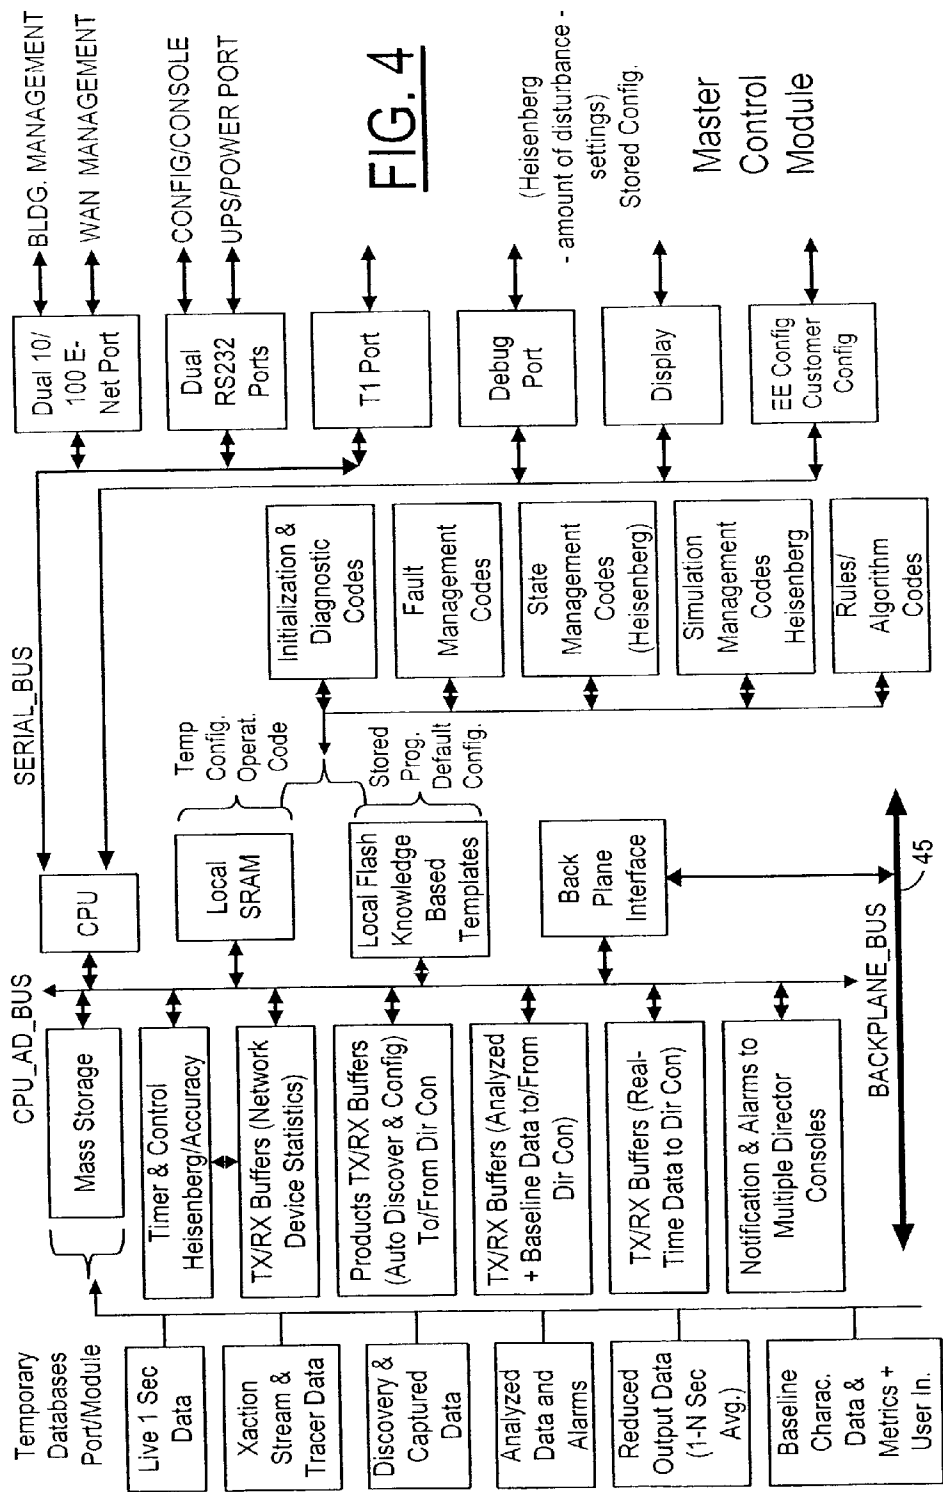 Temporary
Databases
Port/Module
Live 1 Sec
Data
Xaction
Stream &
Tracer Data
Discovery &
Captured
Data
Analyzed
Data and
Alarms
Reduced
Output Data
(1-N Sec
Avg.)
Baseline
Charac.
Data &
Metrics +
User In.
CPU_AD_BUS
Mass Storage
Timer & Control
Heisenberg/Accuracy
TX/RX Buffers (Network
Device Statistics)
Products TX/RX Buffers
(Auto Discover & Config)
To/From Dir Con
TX/RX Buffers (Analyzed
+ Baseline Data to/From
Dir Con)
TX/RX Buffers (Real-
Time Data to Dir Con)
Notification & Alarms to
Multiple Director
Consoles
BACKPLANE_BUS
45
CPU
Local
SRAM
Local Flash
Knowledge
Based
Templates
Back
Plane
Interface
SERIAL_BUS
Temp
Config.
Operat.
Code
Stored
Prog.
Default
Config.
Initialization &
Diagnostic
Codes
Fault
Management
Codes
State
Management
Codes
(Heisenberg)
Simulation
Management
Codes
Heisenberg
Rules/
Algorithm
Codes
Dual 10/
100 E-
Net Port
Dual
RS232
Ports
T1 Port
Debug
Port
Display
EE Config
Customer
Config
BLDG. MANAGEMENT
WAN MANAGEMENT
CONFIG/CONSOLE
UPS/POWER PORT
FIG. 4
(Heisenberg
- amount of disturbance -
settings)
Stored Config.
Master
Control
Module